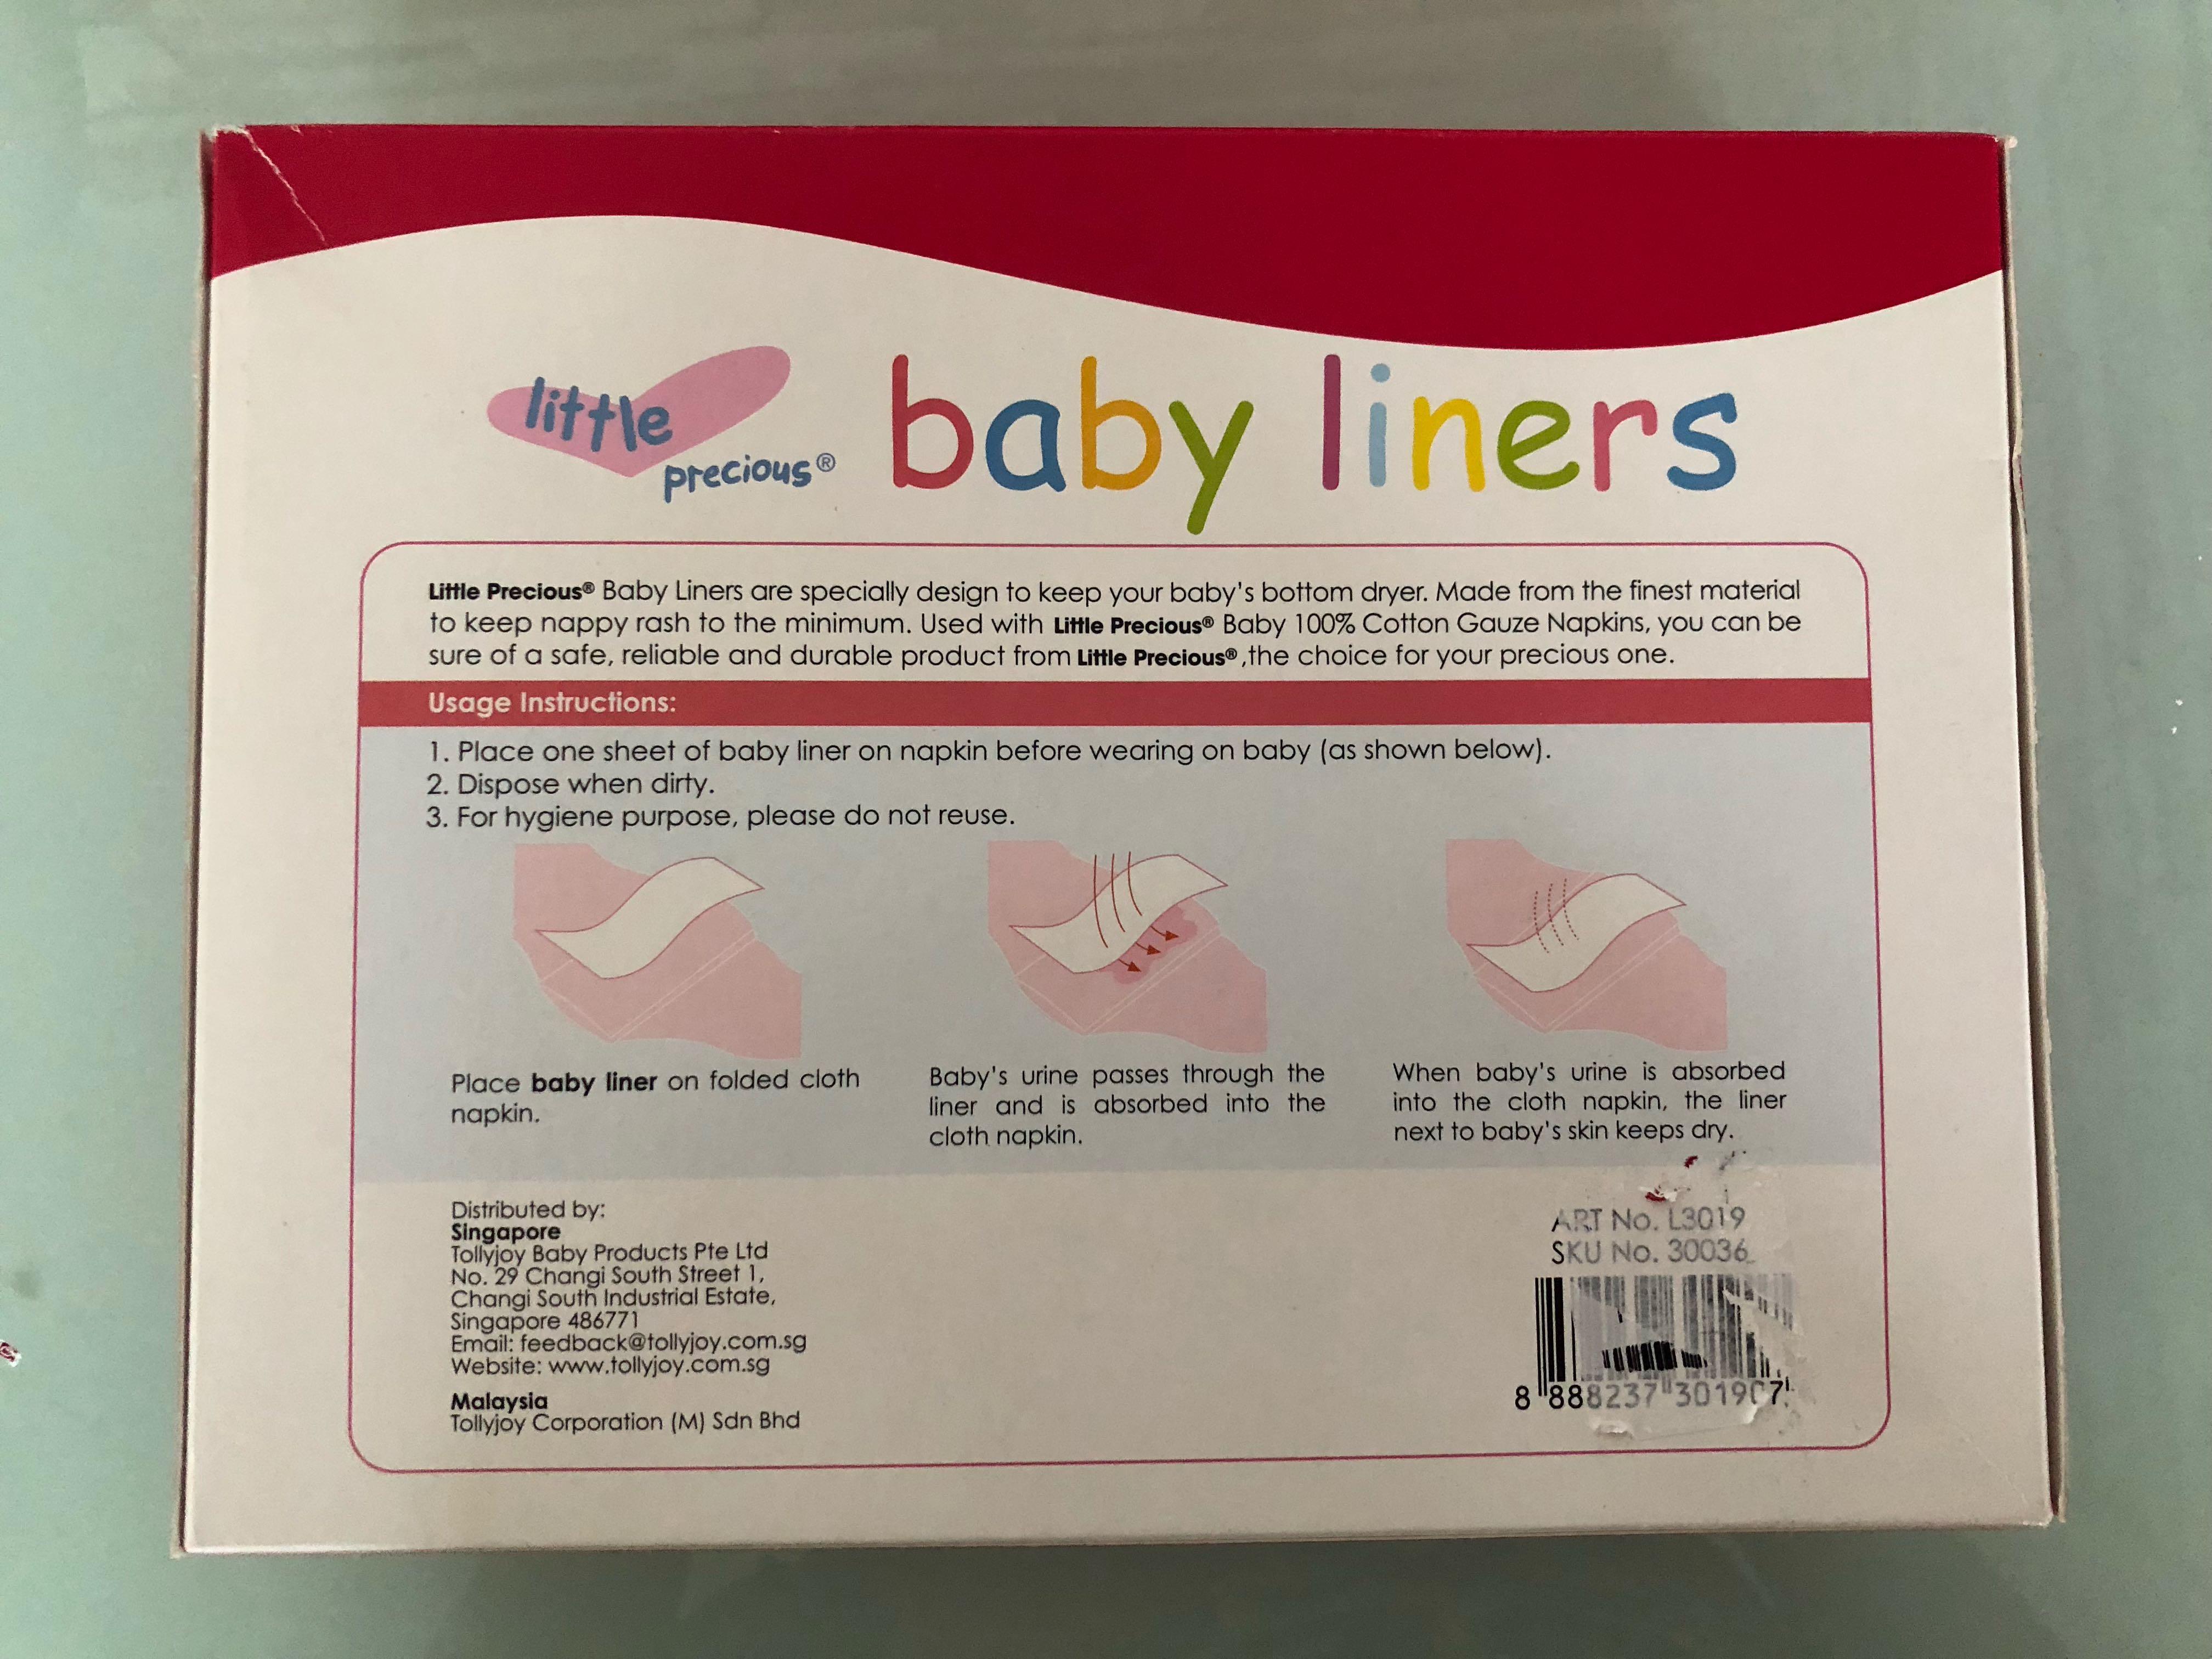 little
precious®
baby liners
Little Precious® Baby Liners are specially design to keep your baby's bottom dryer. Made from the finest material
to keep nappy rash to the minimum. Used with Little Precious® Baby 100% Cotton Gauze Napkins, you can be
sure of a safe, reliable and durable product from Little Precious® ,the choice for your precious one.
Usage Instructions:
1. Place one sheet of baby liner on napkin before wearing on baby (as shown below).
2. Dispose when dirty.
3. For hygiene purpose, please do not reuse.
Place baby liner on folded cloth
napkin.
Baby's urine passes through the
liner and is absorbed into the
cloth napkin.
When baby's urine is absorbed
into the cloth napkin, the liner
next to baby's skin keeps dry.
Distributed by:
Singapore
Tollyjoy Baby Products Pte Ltd
No. 29 Changi South Street 1,
Changi South Industrial Estate,
Singapore 486771
Email: feedback@tollyjoy.com.sg
Website: www.tollyjoy.com.sg
Malaysia
Tollyjoy Corporation (M) Sdn Bhd
ART No. L3019
SKU No. 30036
8 888237 301907